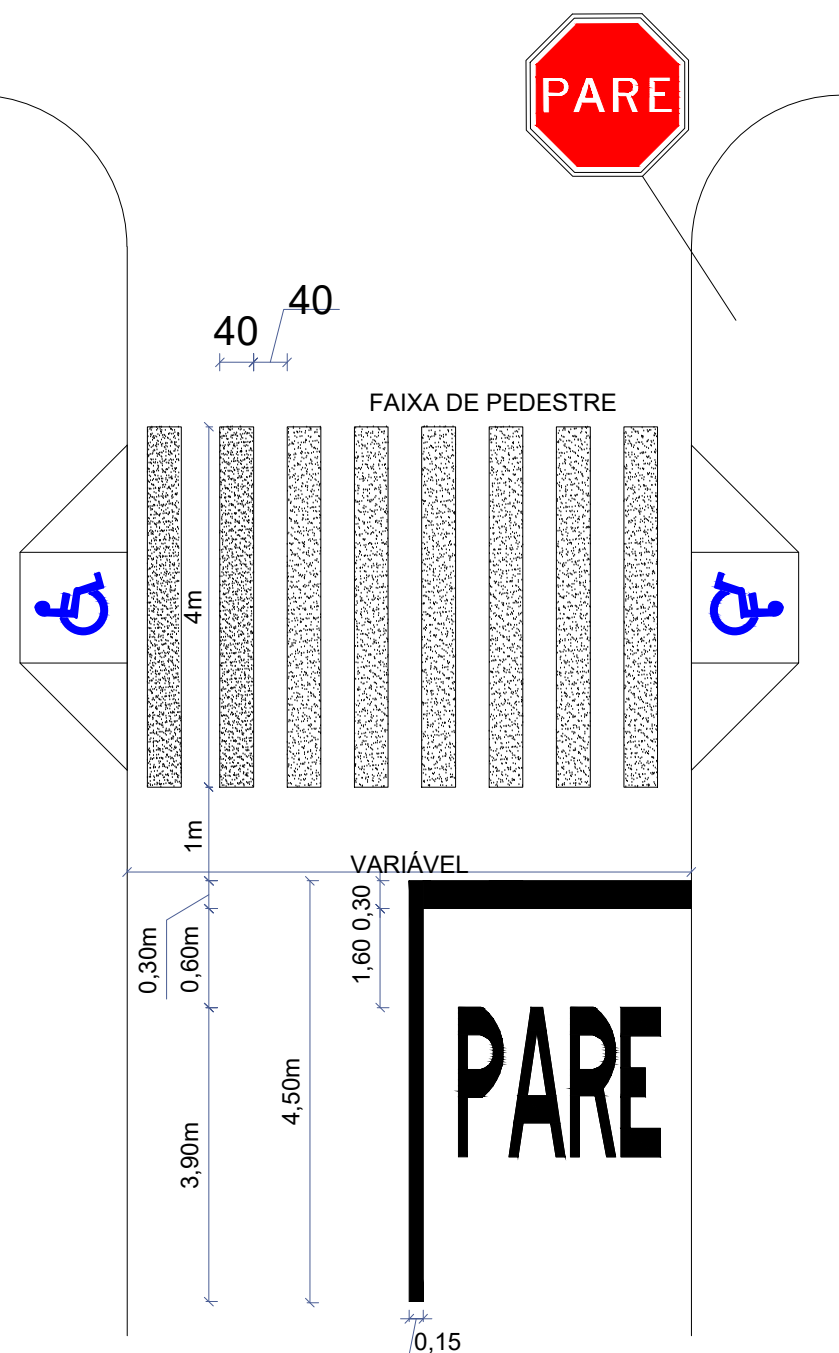 PARE
40
40
FAIXA DE PEDESTRE
4m
1m
VARIÁVEL
0,30m
0,60m
1,60 0,30
4,50m
3,90m
PARE
0,15